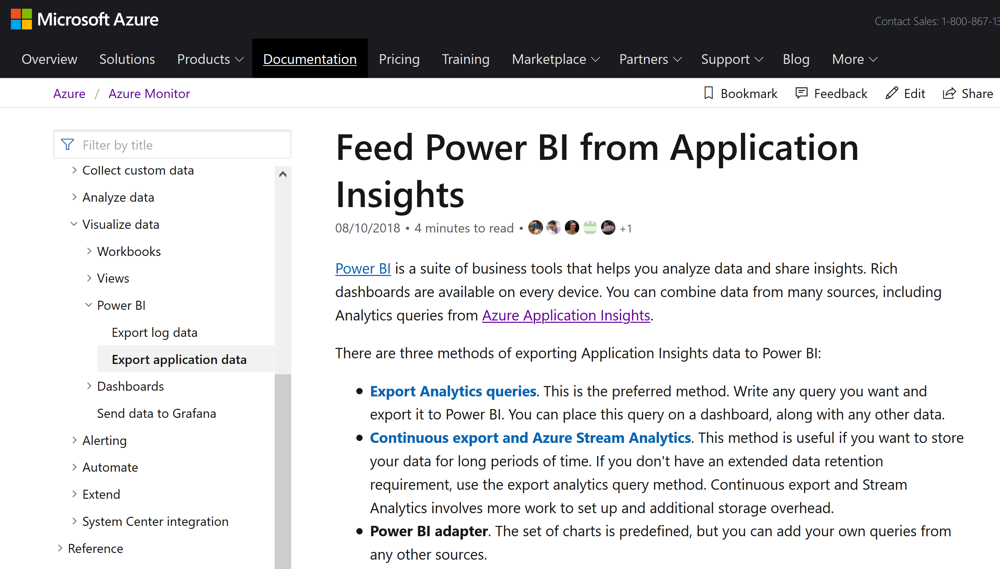 Microsoft Azure
Contact Sales: 1-800-867-13
Overview Solutions Products Documentation Pricing Training Marketplace Partners Support Blog More
Azure / Azure Monitor
Bookmark Feedback Edit Share
Filter by title
Collect custom data
Analyze data
Visualize data
Workbooks
Views
Power BI
Export log data
Export application data
Dashboards
Send data to Grafana
Alerting
Automate
Extend
System Center integration
Reference
Feed Power BI from Application
Insights
08/10/2018 • 4 minutes to read • +1
Power BI is a suite of business tools that helps you analyze data and share insights. Rich
dashboards are available on every device. You can combine data from many sources, including
Analytics queries from Azure Application Insights.
There are three methods of exporting Application Insights data to Power BI:
• Export Analytics queries. This is the preferred method. Write any query you want and
export it to Power BI. You can place this query on a dashboard, along with any other data.
• Continuous export and Azure Stream Analytics. This method is useful if you want to store
your data for long periods of time. If you don't have an extended data retention
requirement, use the export analytics query method. Continuous export and Stream
Analytics involves more work to set up and additional storage overhead.
• Power BI adapter. The set of charts is predefined, but you can add your own queries from
any other sources.